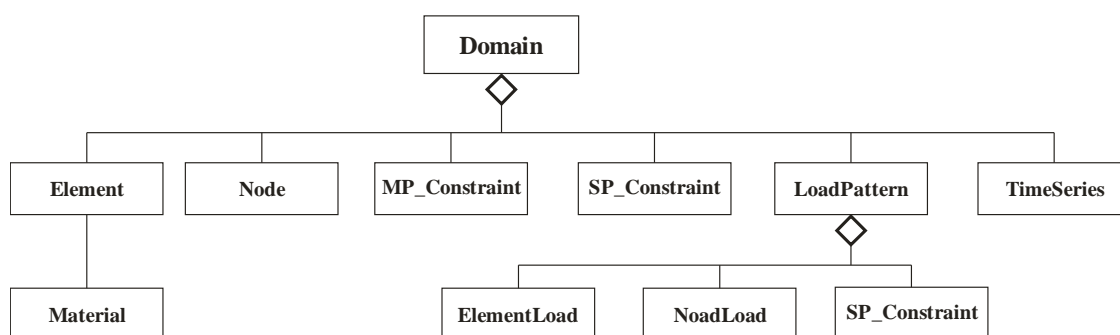 Domain
Element
Node
MP_Constraint
SP_Constraint
LoadPattern
TimeSeries
Material
ElementLoad
NoadLoad
SP_Constraint